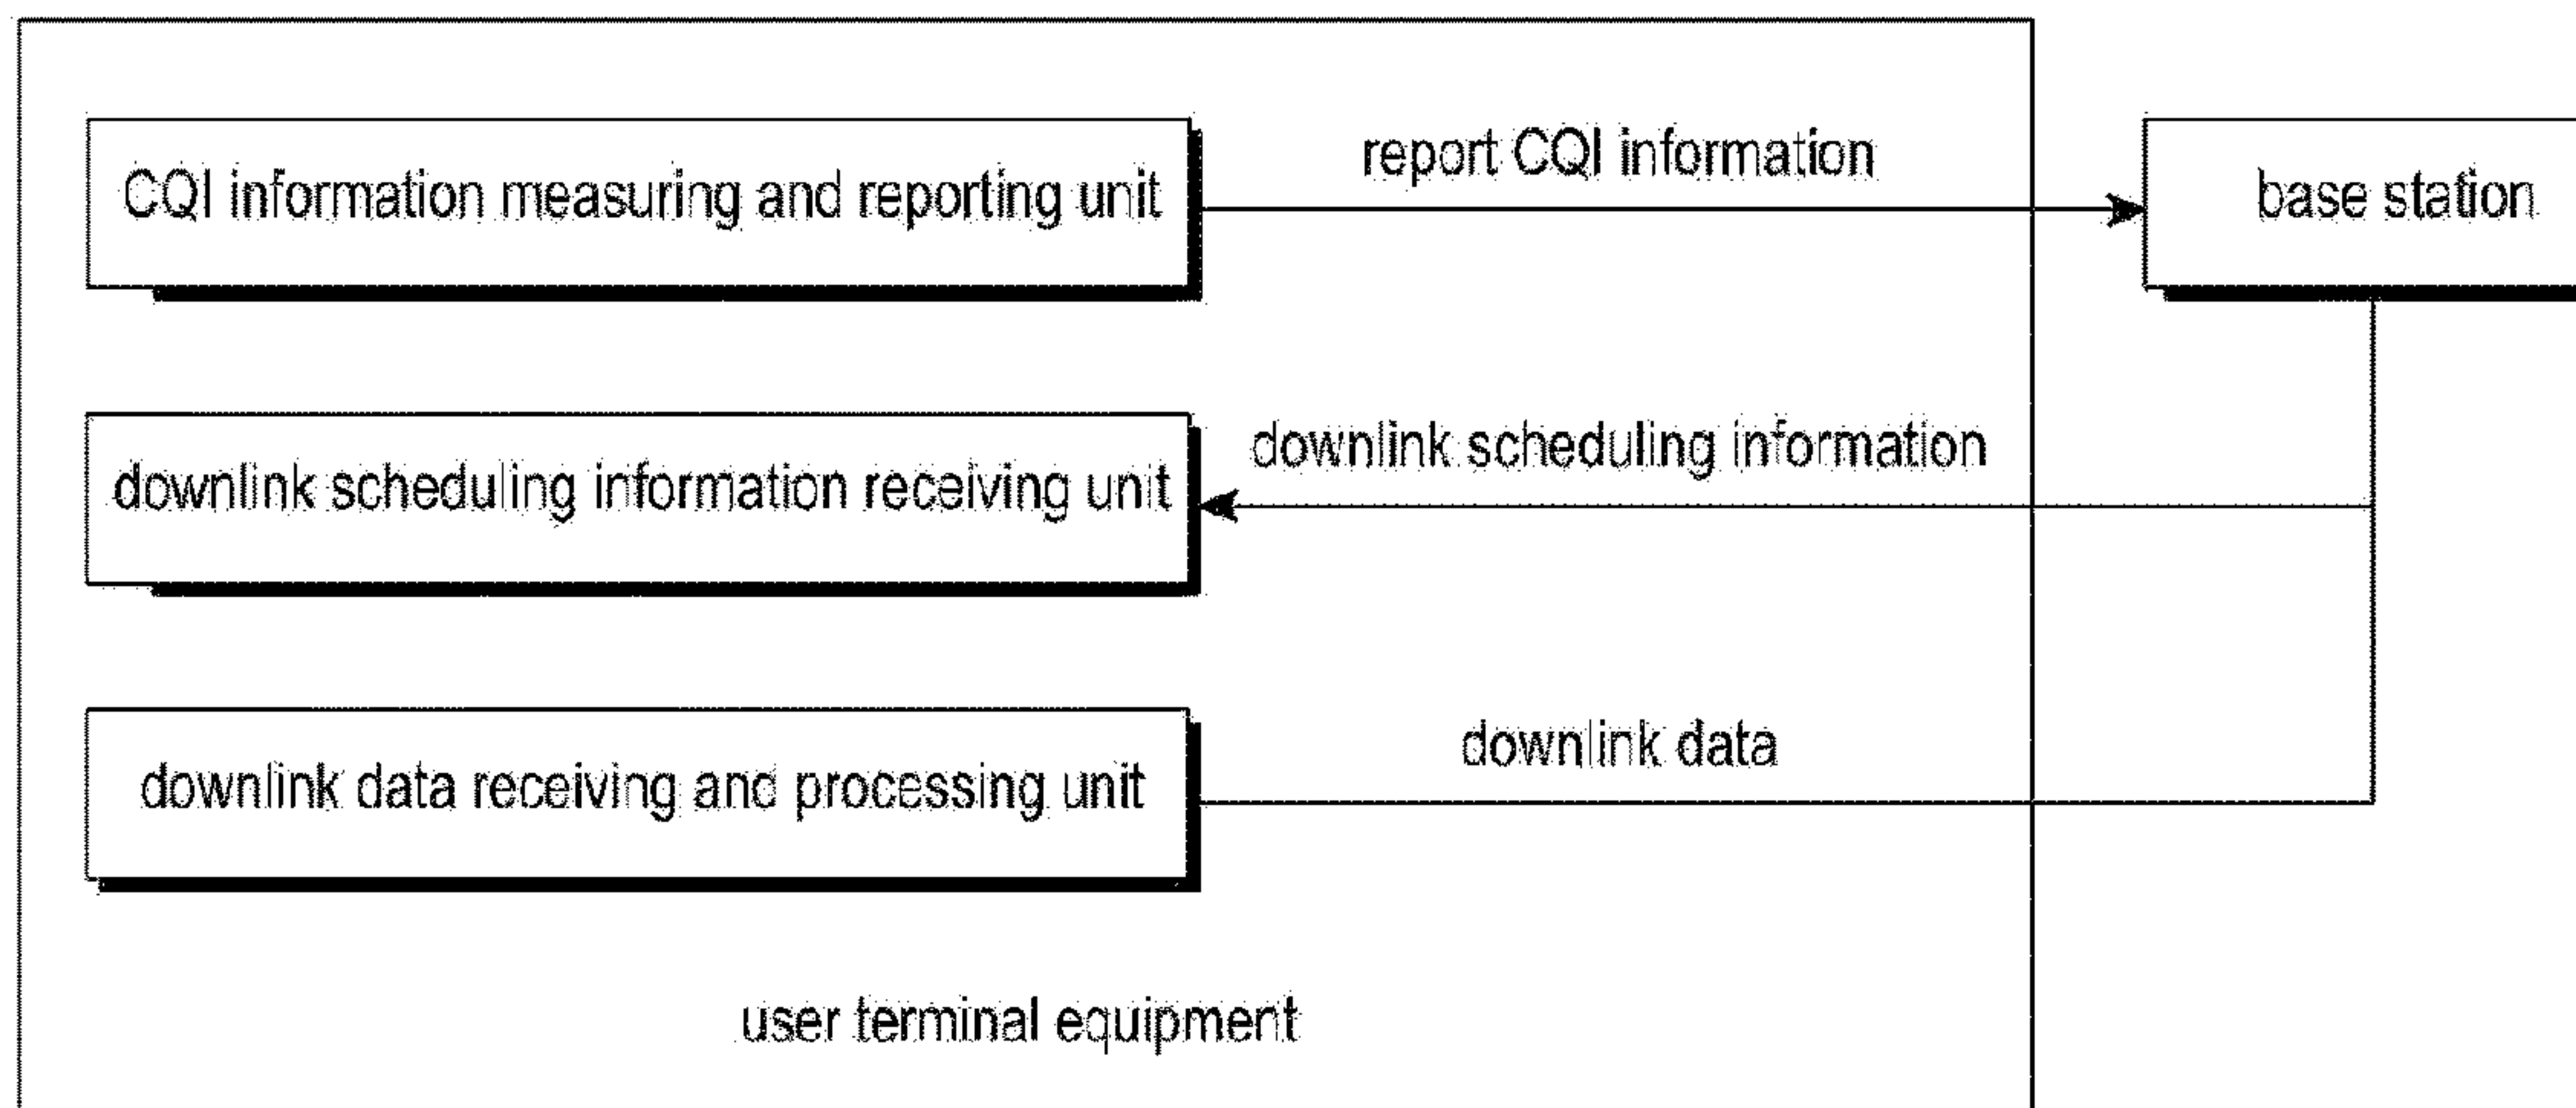 report CQI information
CQI information measuring and reporting unit
base station
downlink scheduling information
downlink scheduling information receiving unit
downlink data
downlink data receiving and processing unit
user terminal equipment